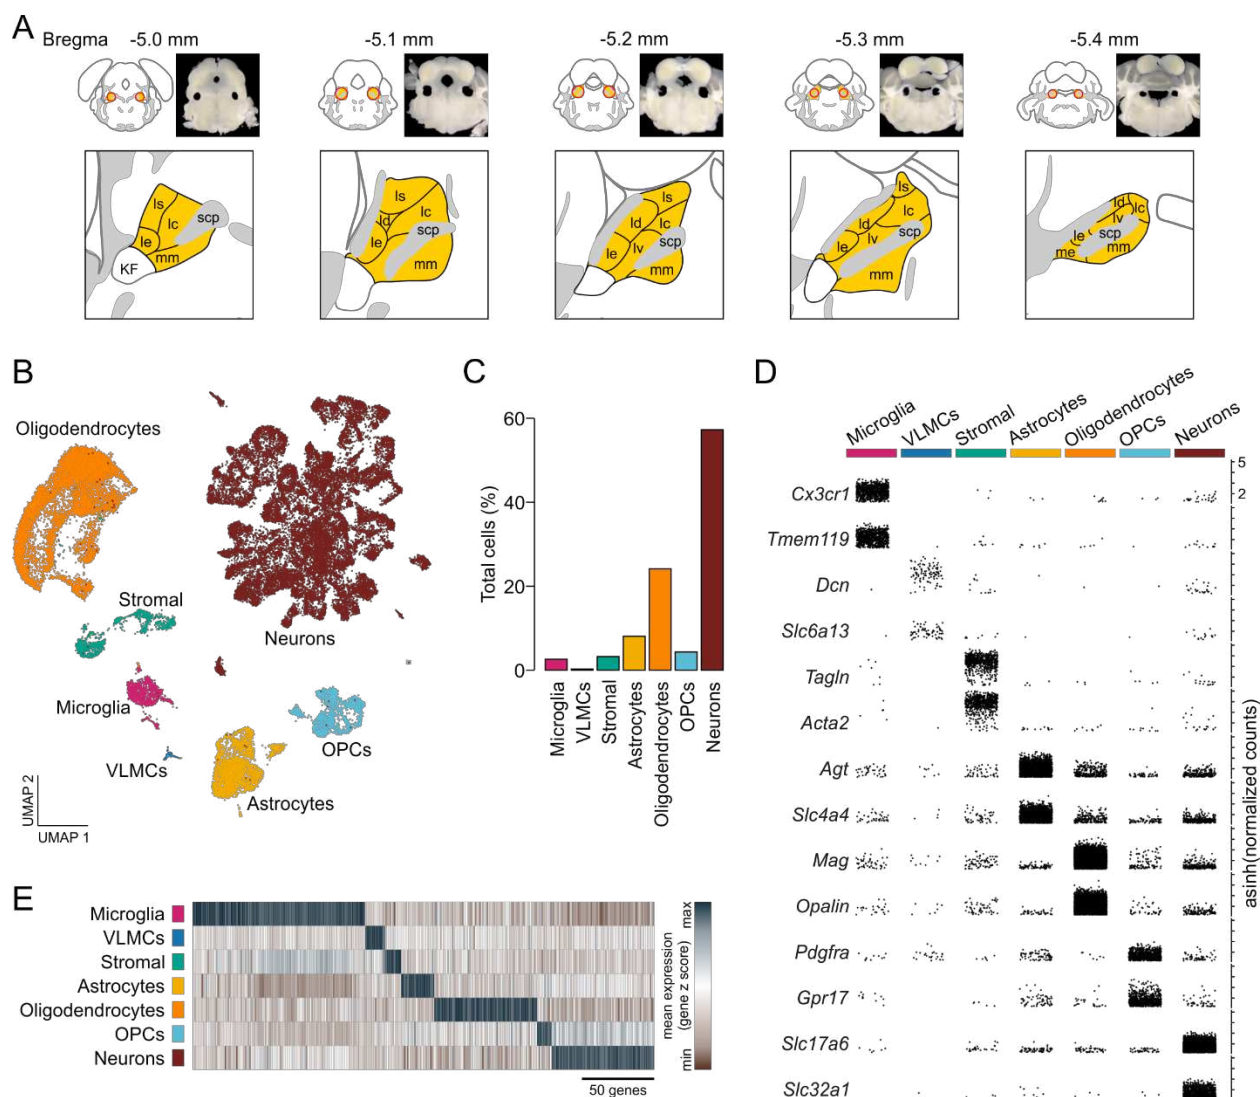 A
Bregma -5.0 mm -5.1 mm -5.2 mm -5.3 mm -5.4 mm
ls lc scp le mm KF
ls ld lc scp le mm
ls ld lc lv scp le mm
ls lc ld lv scp le mm
ld lc lv le scp me mm
B
Oligodendrocytes
Stromal
Neurons
Microglia
OPCs
VLMCs
Astrocytes
UMAP 2
UMAP 1
C
Total cells (%)
60
40
20
0
Microglia
VLMCs
Stromal
Astrocytes
Oligodendrocytes
OPCs
Neurons
D
Microglia
VLMCs
Stromal
Astrocytes
Oligodendrocytes
OPCs
Neurons
5
2
Cx3cr1
Tmem119
Dcn
Slc6a13
Tagln
Acta2
Agt
Slc4a4
Mag
Opalin
Pdgfra
Gpr17
Slc17a6
Slc32a1
asinh(normalized counts)
E
Microglia
VLMCs
Stromal
Astrocytes
Oligodendrocytes
OPCs
Neurons
50 genes
mean expression
(gene z score)
max
min